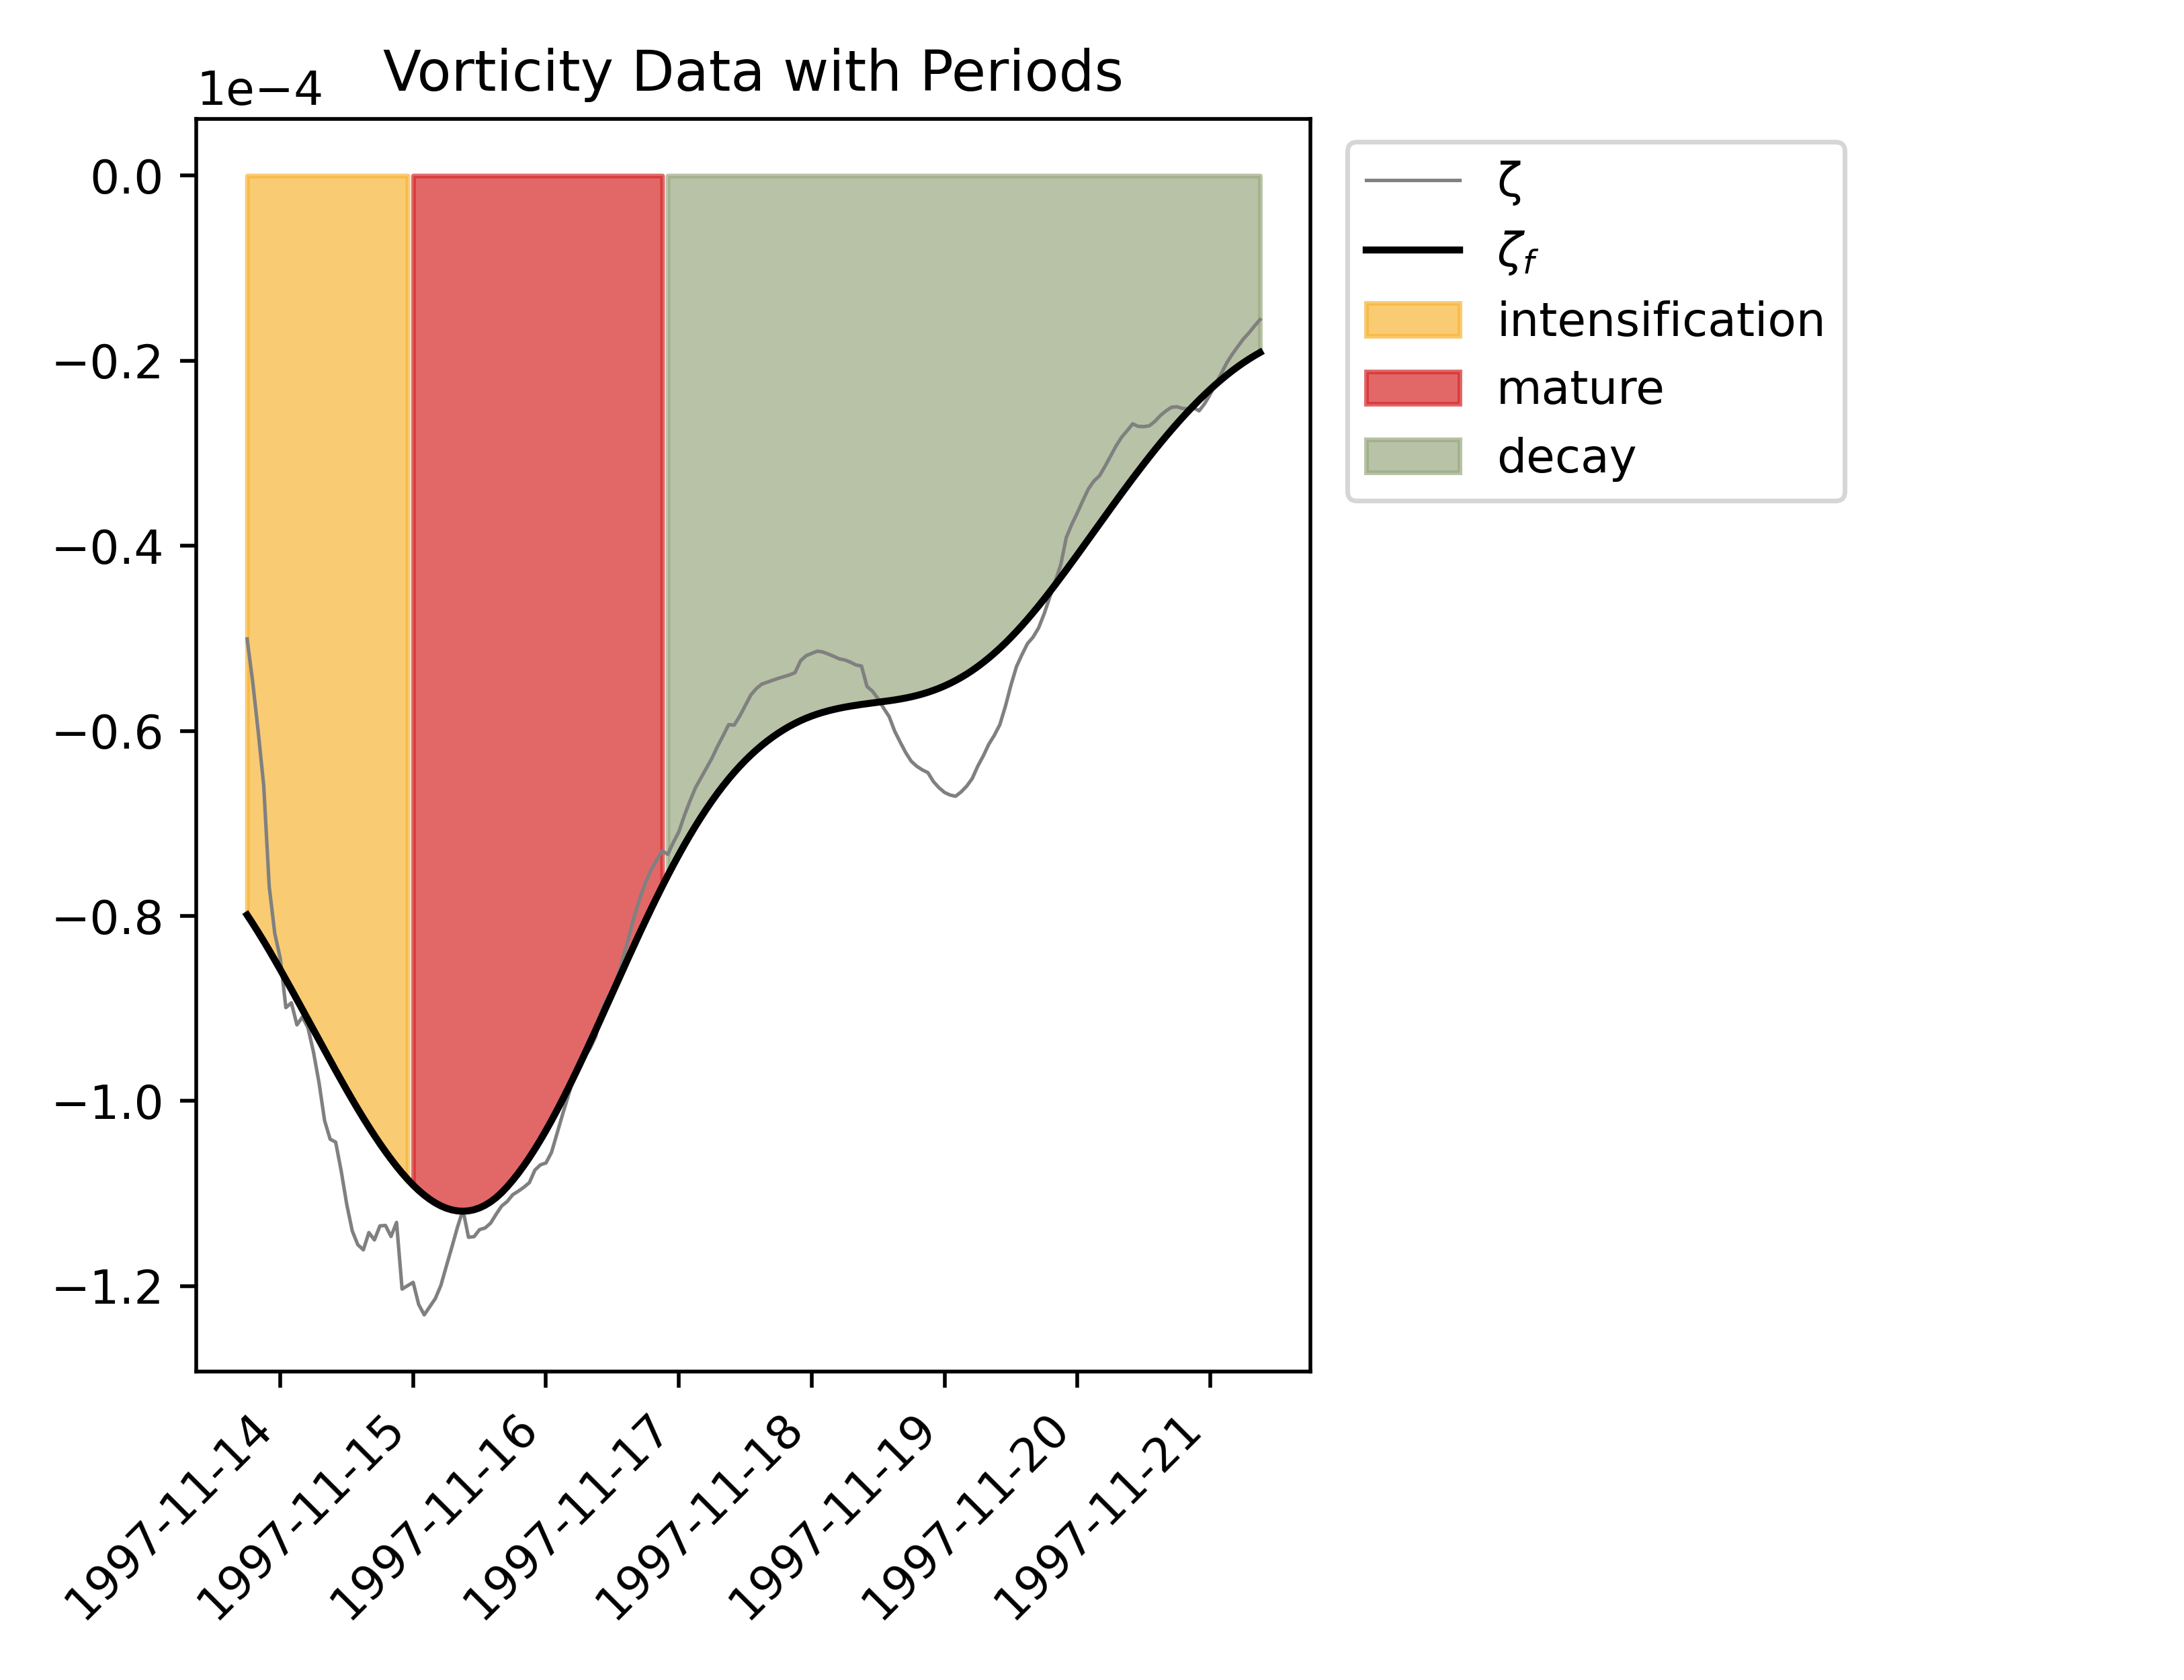 Vorticity Data with Periods
1e−4
0.0
−0.2
−0.4
−0.6
−0.8
−1.0
−1.2
1997-11-14
1997-11-15
1997-11-16
1997-11-17
1997-11-18
1997-11-19
1997-11-20
1997-11-21
ζ
ζf
intensification
mature
decay